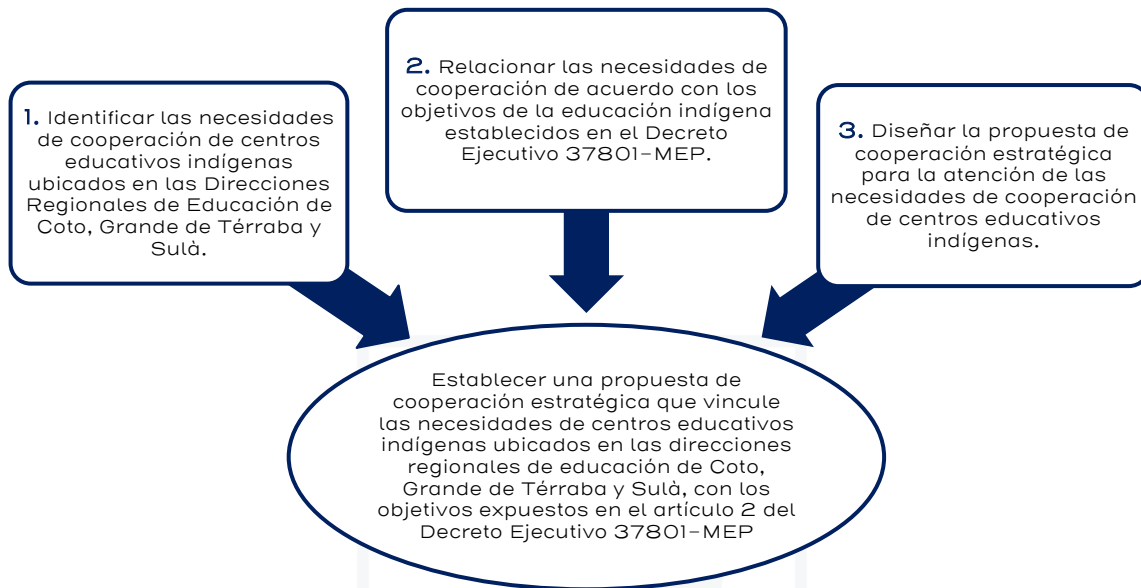 1. Identificar las necesidades
de cooperación de centros
educativos indígenas
ubicados en las Direcciones
Regionales de Educación de
Coto, Grande de Térraba y
Sulà.
2. Relacionar las necesidades de
cooperación de acuerdo con los
objetivos de la educación indígena
establecidos en el Decreto
Ejecutivo 37801-MEP.
3. Diseñar la propuesta de
cooperación estratégica
para la atención de las
necesidades de cooperación
de centros educativos
indígenas.
Establecer una propuesta de
cooperación estratégica que vincule
las necesidades de centros educativos
indígenas ubicados en las direcciones
regionales de educación de Coto,
Grande de Térraba y Sulà, con los
objetivos expuestos en el artículo 2 del
Decreto Ejecutivo 37801-MEP